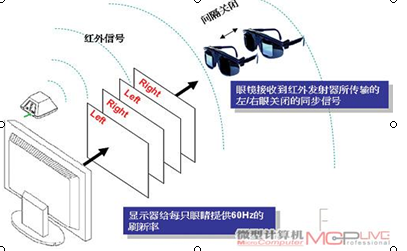 间隔关闭
红外信号
Right
Left
Right
Left
眼镜接收到红外发射器所传输的
左/右眼关闭的同步信号
显示器给每只眼睛提供60Hz的
刷新率
微型计算机
MicroComputer
MCPLIVE